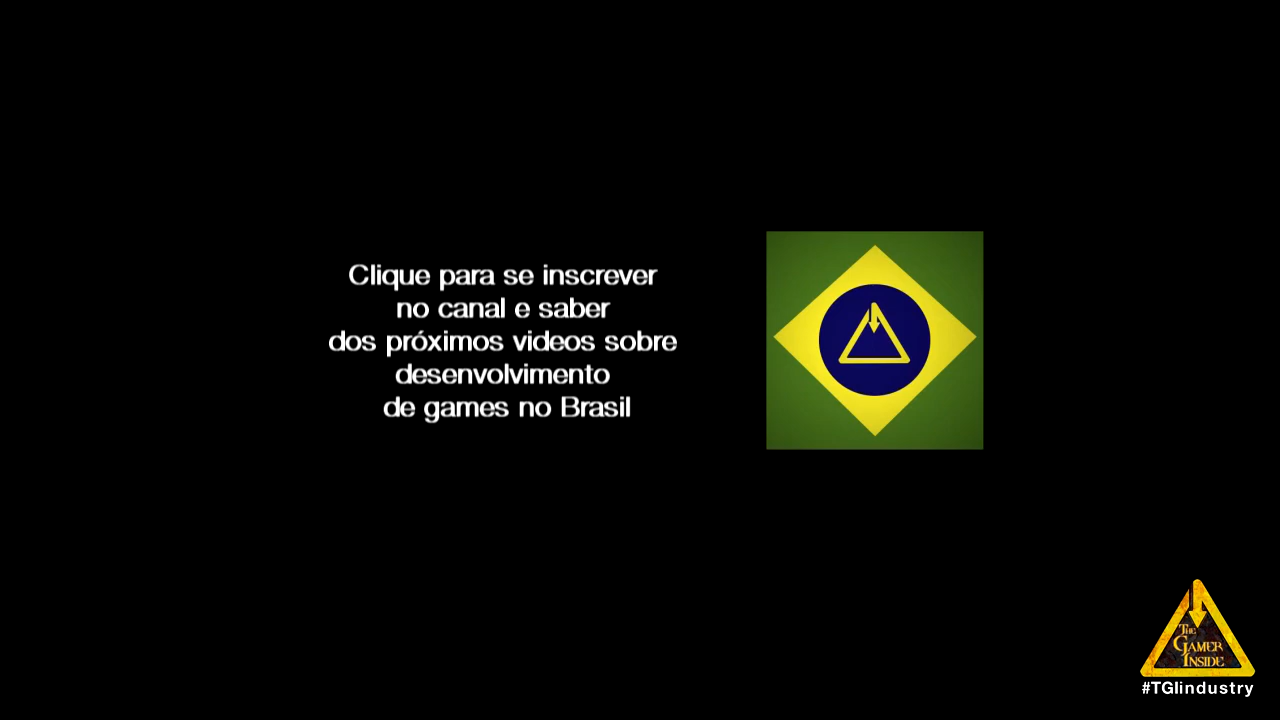 Clique para se inscrever
no canal e saber
dos próximos videos sobre
desenvolvimento
de games no Brasil
The
Gamer
Inside
#TGIindustry